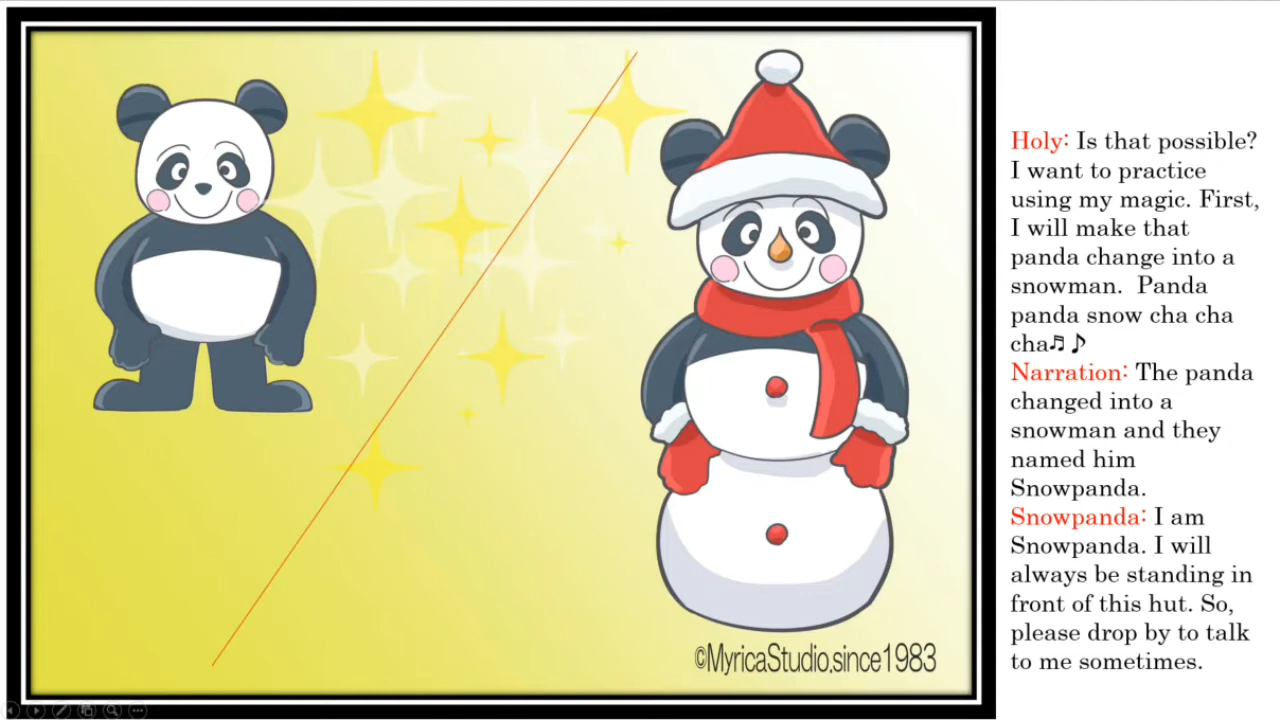 Holy: Is that possible?
I want to practice
using my magic. First,
I will make that
panda change into a
snowman.  Panda
panda snow cha cha
cha♬♪
Narration: The panda
changed into a
snowman and they
named him
Snowpanda.
Snowpanda: I am
Snowpanda. I will
always be standing in
front of this hut. So,
please drop by to talk
to me sometimes.
©MyricaStudio,since1983